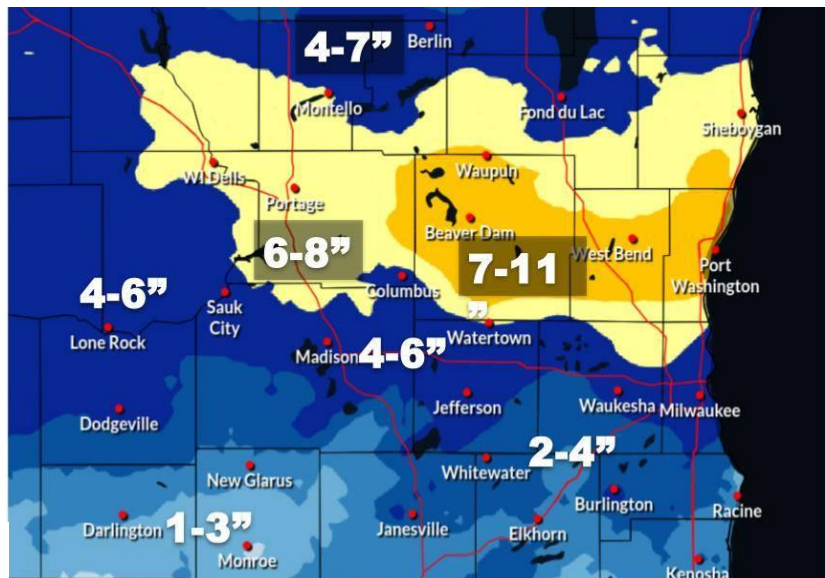 4-7”
Berlin
Montello
Fond du Lac
Sheboygan
WI Dells
Waupun
Portage
Beaver Dam
6-8”
7-11
”
West Bend
Port
Washington
4-6”
Sauk
City
Columbus
Lone Rock
Madison
4-6”
Watertown
Dodgeville
Jefferson
Waukesha
Milwaukee
2-4”
New Glarus
Whitewater
Burlington
Racine
Darlington
1-3”
Janesville
Elkhorn
Monroe
Kenosha